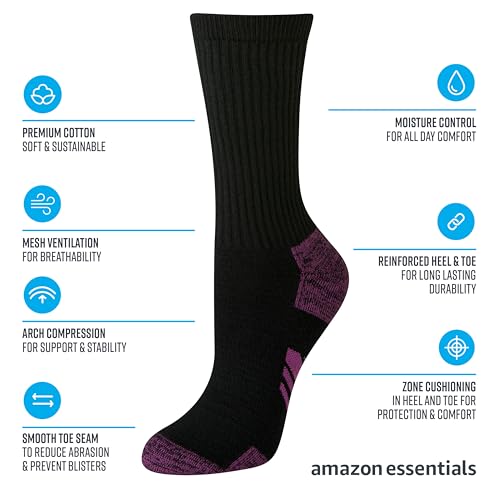 PREMIUM COTTON
SOFT & SUSTAINABLE
MESH VENTILATION
FOR BREATHABILITY
ARCH COMPRESSION
FOR SUPPORT & STABILITY
SMOOTH TOE SEAM
TO REDUCE ABRASION
& PREVENT BLISTERS
MOISTURE CONTROL
FOR ALL DAY COMFORT
REINFORCED HEEL & TOE
FOR LONG LASTING
DURABILITY
ZONE CUSHIONING
IN HEEL AND TOE FOR
PROTECTION & COMFORT
amazon essentials